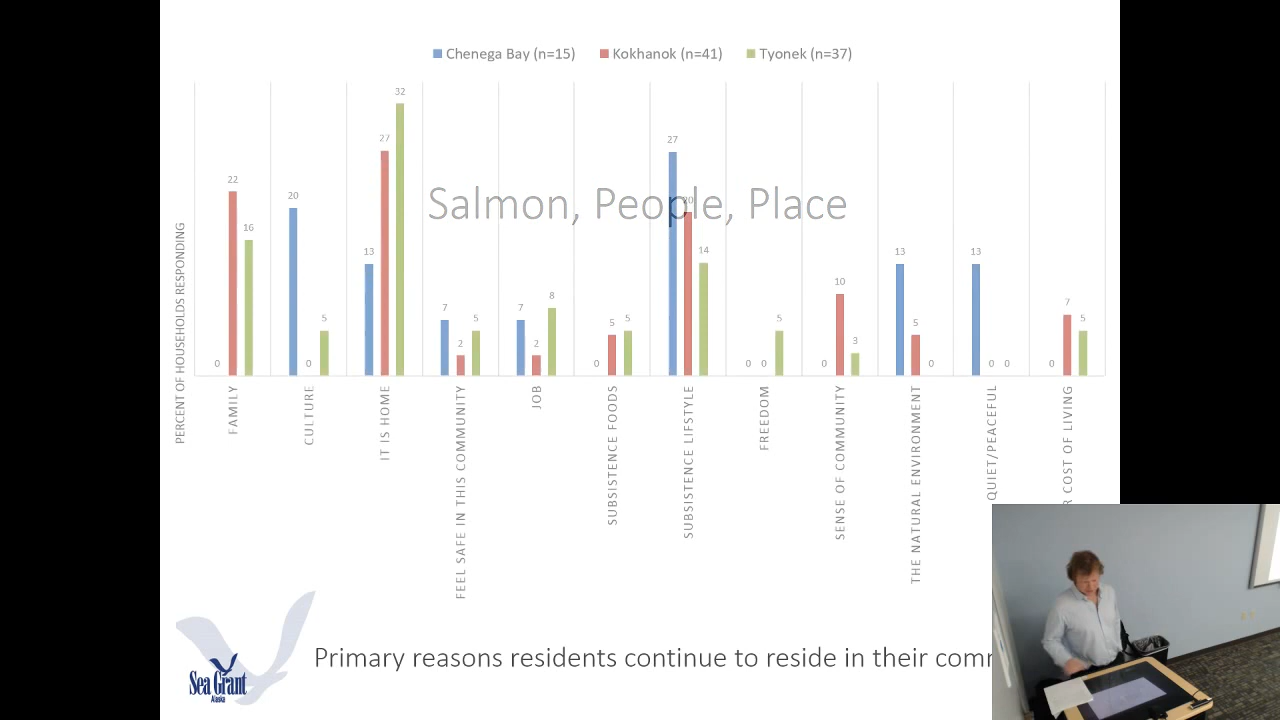 Chenega Bay (n=15) Kokhanok (n=41) Tyonek (n=37)
32
27 27
22
20 20
16
14
13 13 13
10
8
7 7 7
5 5 5 5 5 5 5
3
2 2
0 0 0 0 0 0 0 0 0 0
Salmon, People, Place
PERCENT OF HOUSEHOLDS RESPONDING
FAMILY
CULTURE
IT IS HOME
FEEL SAFE IN THIS COMMUNITY
JOB
SUBSISTENCE FOODS
SUBSISTENCE LIFSTYLE
FREEDOM
SENSE OF COMMUNITY
THE NATURAL ENVIRONMENT
QUIET/PEACEFUL
COST OF LIVING
Primary reasons residents continue to reside in their
Sea Grant
Alaska